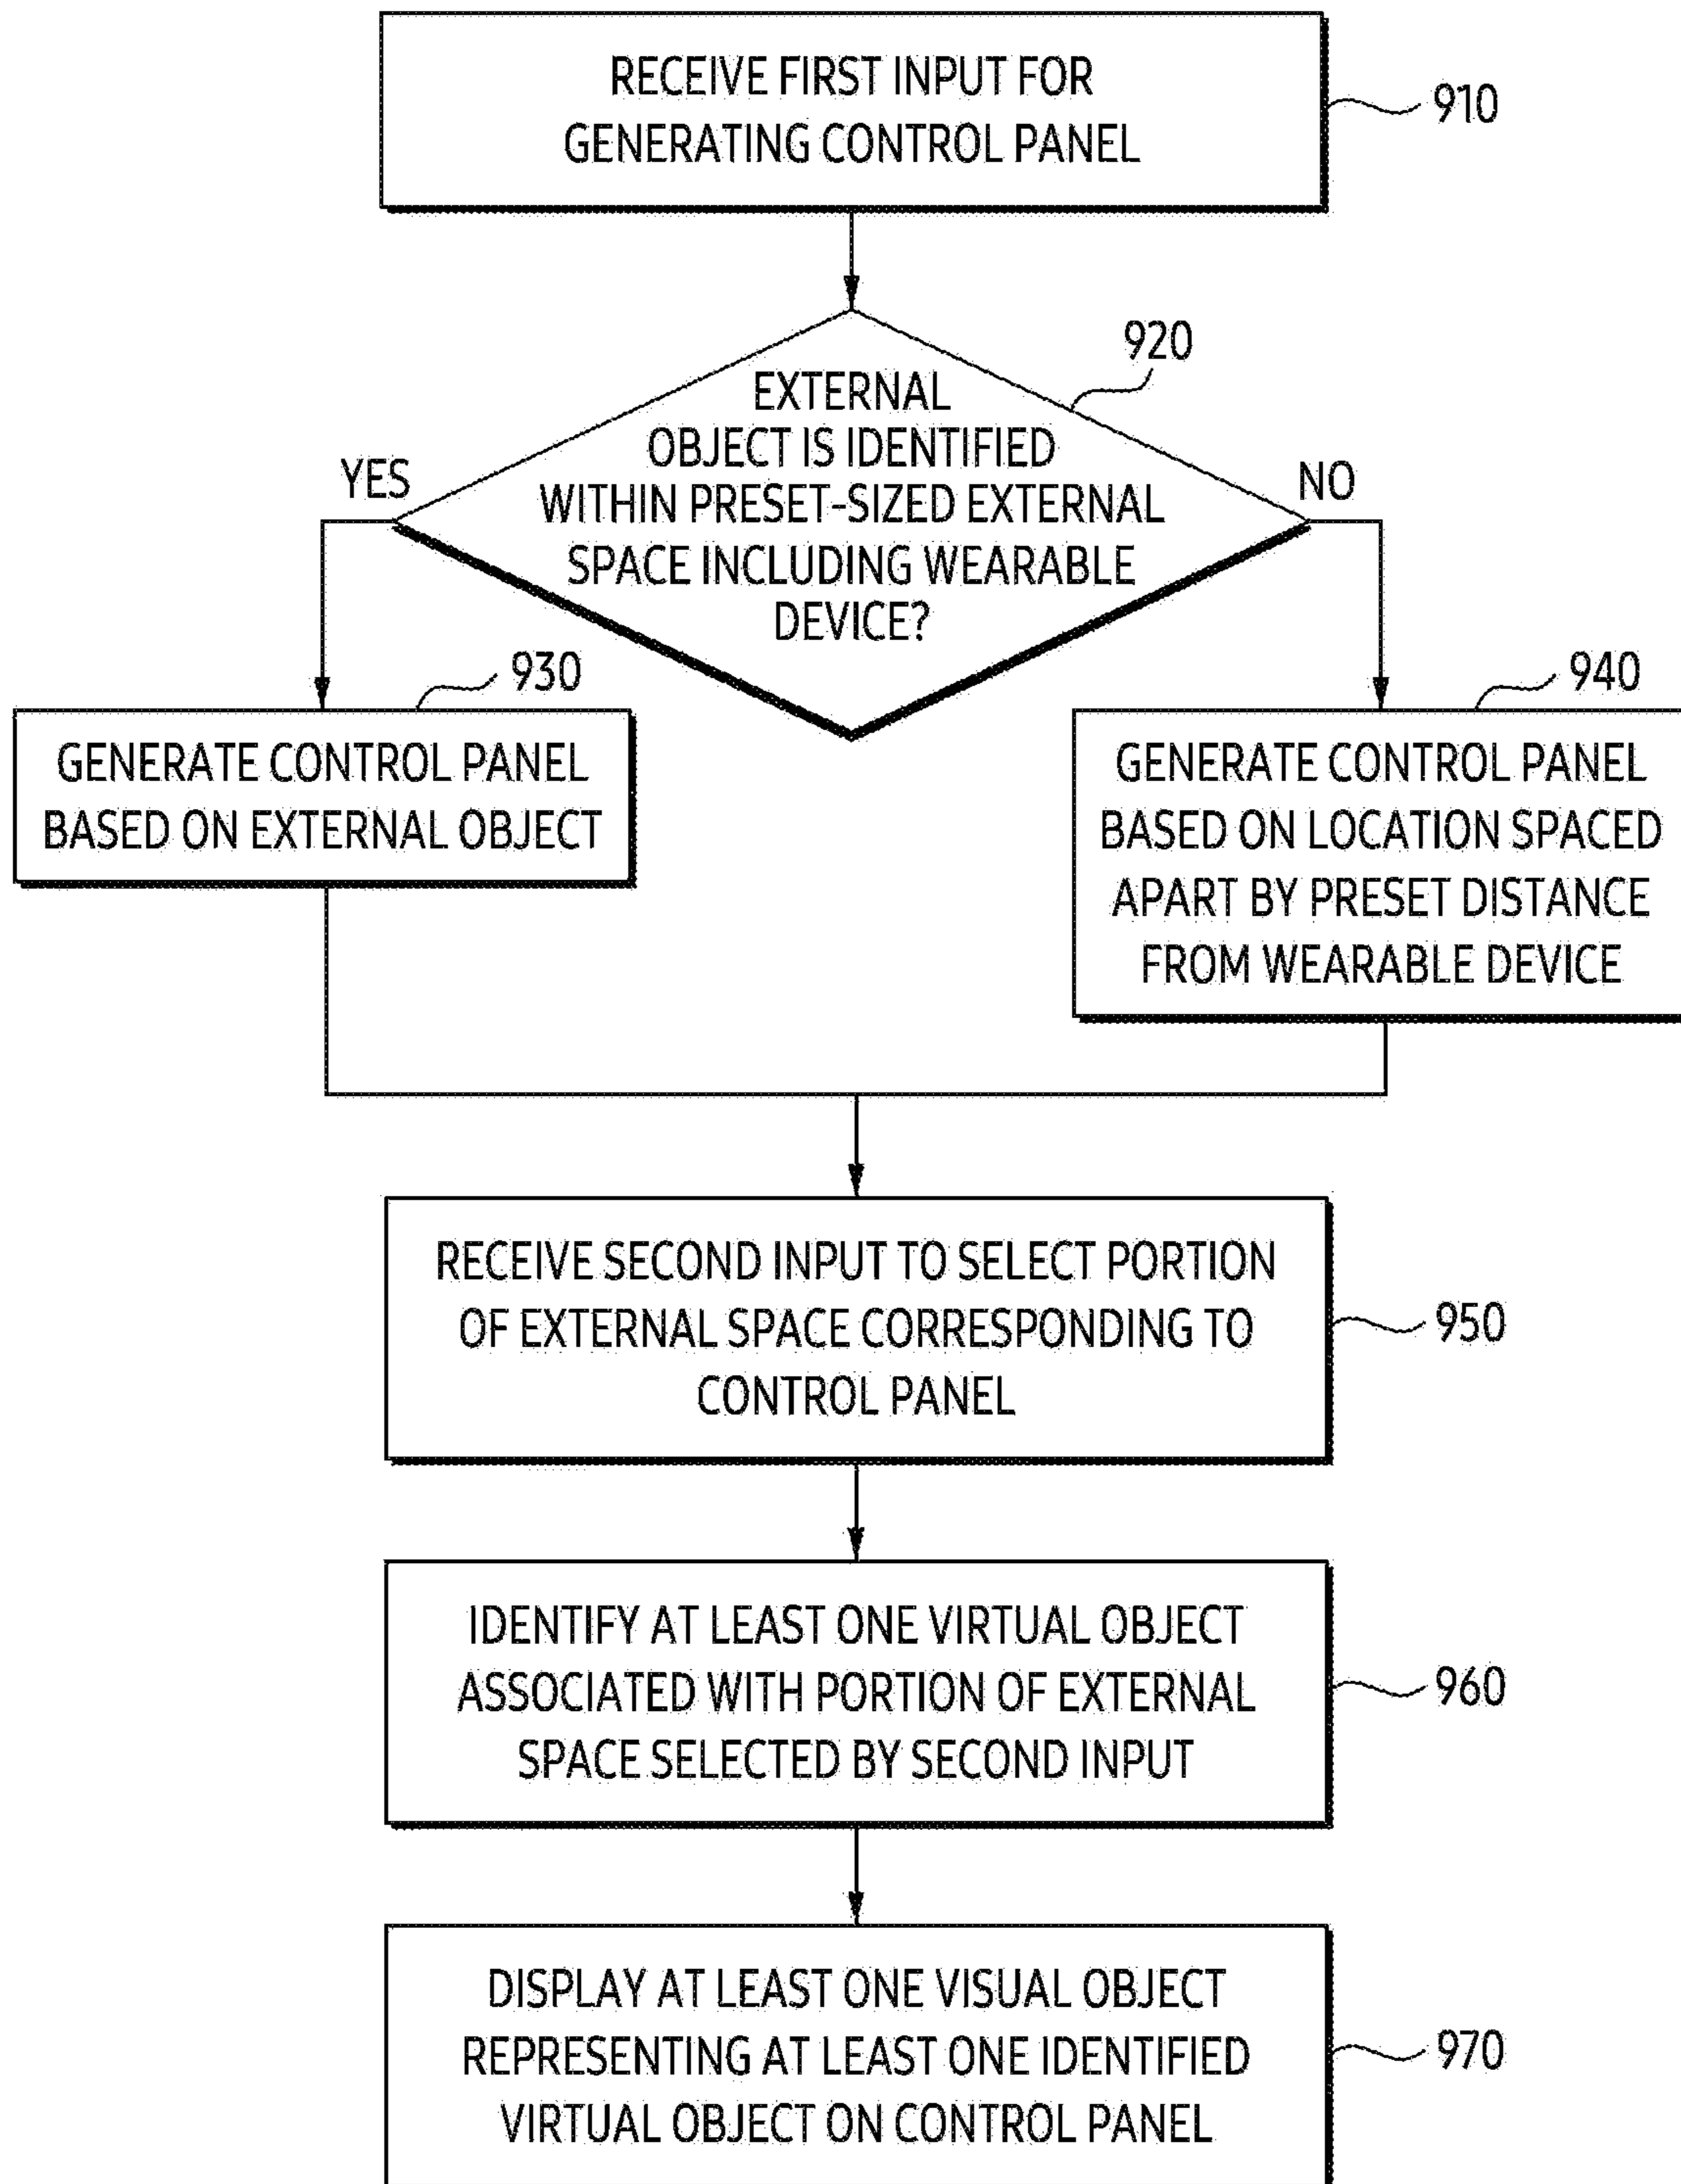 RECEIVE FIRST INPUT FOR
GENERATING CONTROL PANEL
910
920
EXTERNAL
OBJECT IS IDENTIFIED
WITHIN PRESET-SIZED EXTERNAL
SPACE INCLUDING WEARABLE
DEVICE?
YES
NO
930
GENERATE CONTROL PANEL
BASED ON EXTERNAL OBJECT
940
GENERATE CONTROL PANEL
BASED ON LOCATION SPACED
APART BY PRESET DISTANCE
FROM WEARABLE DEVICE
RECEIVE SECOND INPUT TO SELECT PORTION
OF EXTERNAL SPACE CORRESPONDING TO
CONTROL PANEL
950
IDENTIFY AT LEAST ONE VIRTUAL OBJECT
ASSOCIATED WITH PORTION OF EXTERNAL
SPACE SELECTED BY SECOND INPUT
960
DISPLAY AT LEAST ONE VISUAL OBJECT
REPRESENTING AT LEAST ONE IDENTIFIED
VIRTUAL OBJECT ON CONTROL PANEL
970